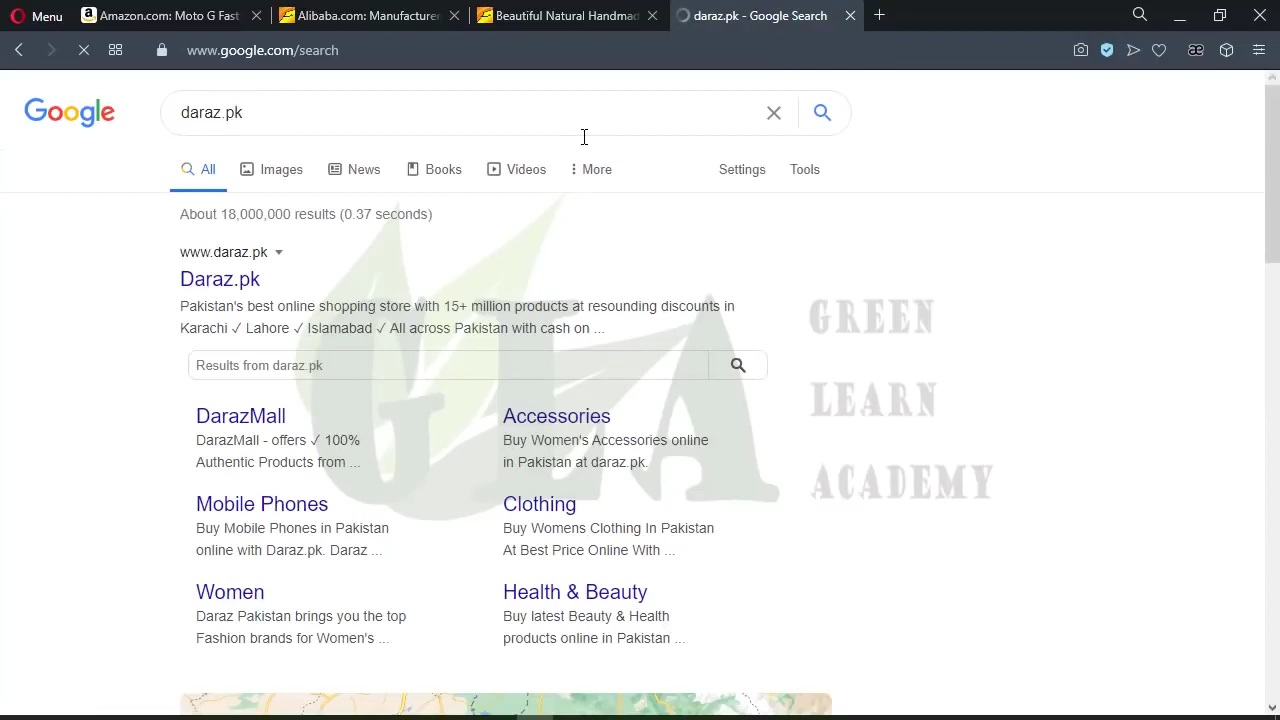 Menu
Amazon.com: Moto G Fast
Alibaba.com: Manufacturer
Beautiful Natural Handmad
daraz.pk - Google Search
www.google.com/search
Google
daraz.pk
All
Images
News
Books
Videos
More
Settings
Tools
About 18,000,000 results (0.37 seconds)
www.daraz.pk
Daraz.pk
Pakistan's best online shopping store with 15+ million products at resounding discounts in
Karachi ✓ Lahore ✓ Islamabad ✓ All across Pakistan with cash on ...
Results from daraz.pk
DarazMall
DarazMall - offers ✓ 100%
Authentic Products from ...
Accessories
Buy Women's Accessories online
in Pakistan at daraz.pk.
Mobile Phones
Buy Mobile Phones in Pakistan
online with Daraz.pk. Daraz ...
Clothing
Buy Womens Clothing In Pakistan
At Best Price Online With ...
Women
Daraz Pakistan brings you the top
Fashion brands for Women's ...
Health & Beauty
Buy latest Beauty & Health
products online in Pakistan ...
GLA
GREEN
LEARN
ACADEMY